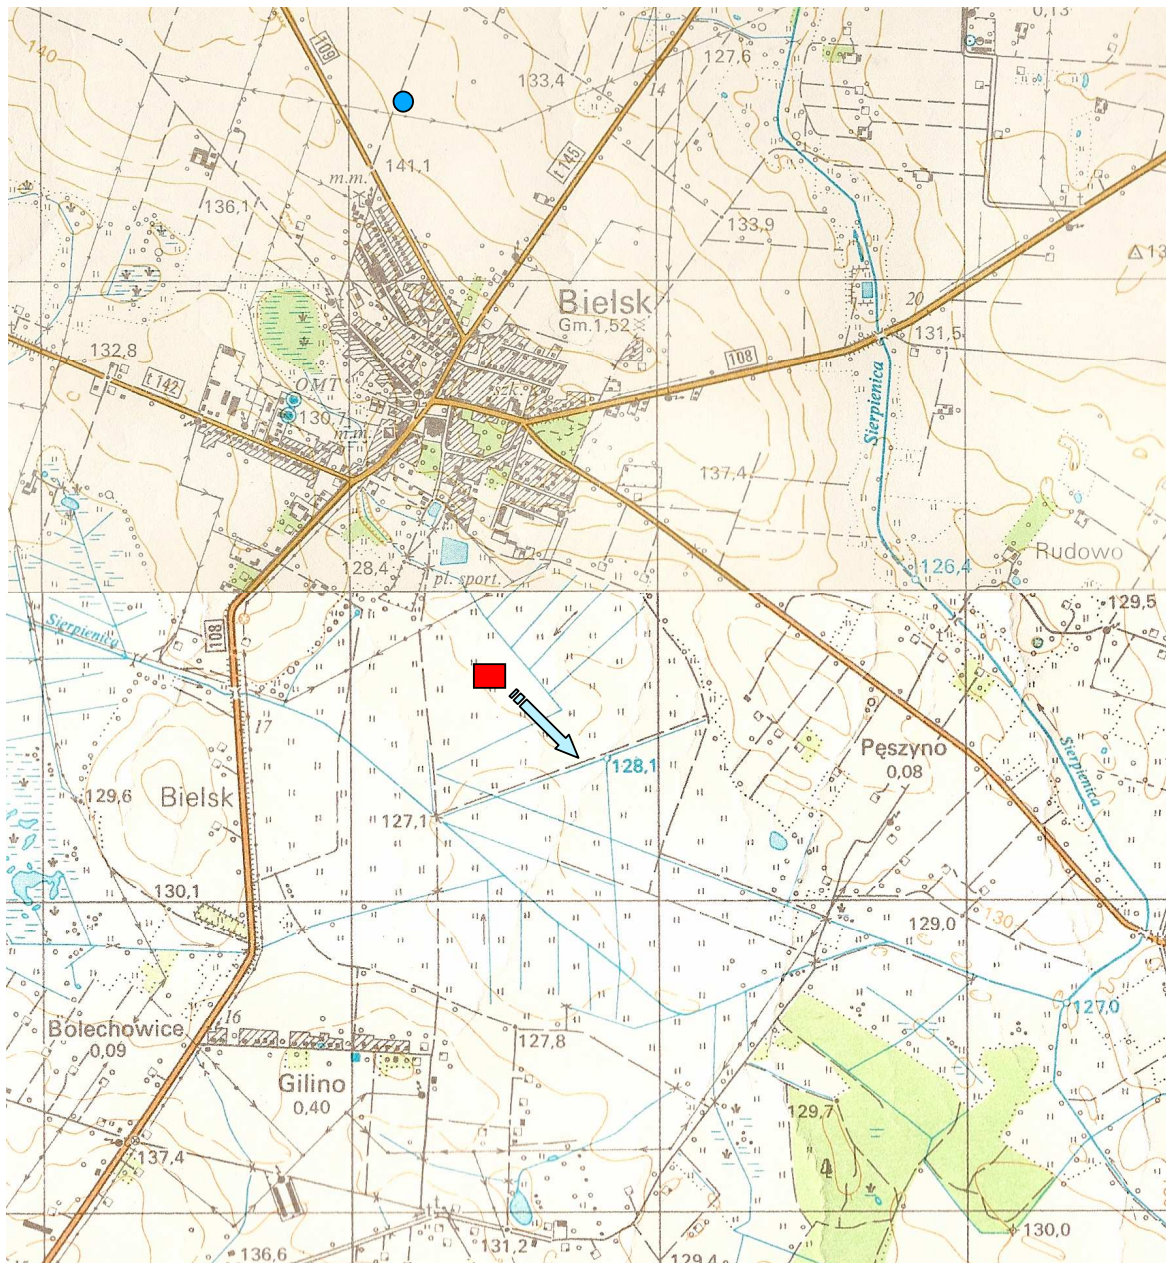 0,13
109
127,6
140
133,4
14
141,1
t 145
m.m.
136,1
133,9
△13
20
Bielsk
Gm.1,52
132,8
131,5
108
t 142
OMT
szk.
Sierpienica
130
m.m.
137,4
Rudowo
128,4
pl. sport.
126,4
129,5
Sierpienica
108
17
Pęszyno
0,08
Sierpienica
128,1
129,6
Bielsk
127,1
130,1
130
129,0
127,0
16
Bolechowice
0,09
127,8
Gilino
0,40
129,7
137,4
t
130,0
136,6
131,2
129,4